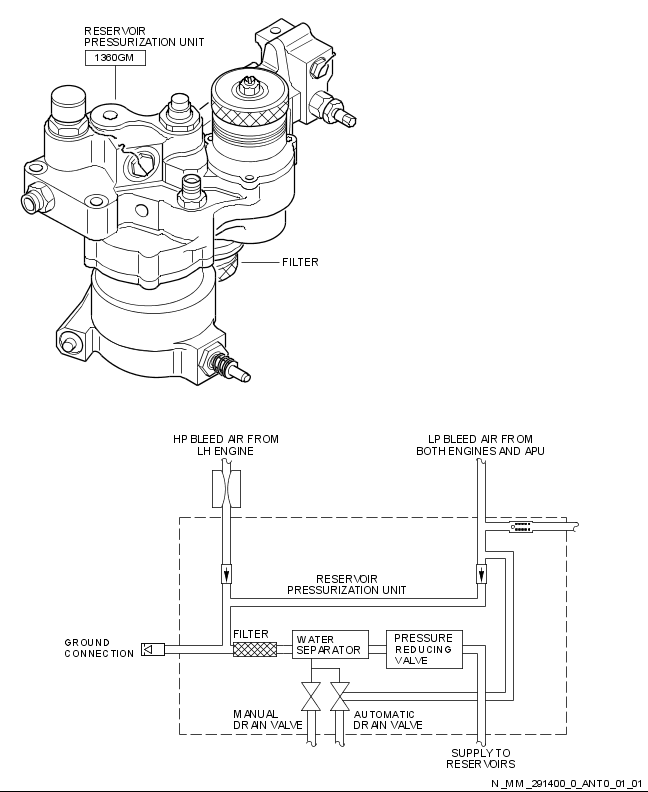 RESERVOIR
PRESSURIZATION UNIT
1360GM
FILTER
HP BLEED AIR FROM
LH ENGINE
LP BLEED AIR FROM
BOTH ENGINES AND APU
RESERVOIR
PRESSURIZATION UNIT
GROUND
CONNECTION
FILTER
WATER
SEPARATOR
PRESSURE
REDUCING
VALVE
MANUAL
DRAIN VALVE
AUTOMATIC
DRAIN VALVE
SUPPLY TO
RESERVOIRS
N_MM_291400_0_ANT0_01_01